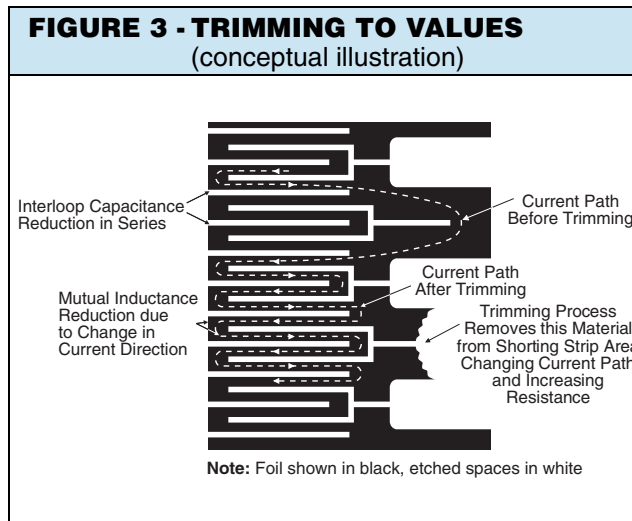 FIGURE 3 - TRIMMING TO VALUES
(conceptual illustration)
Interloop Capacitance
Reduction in Series
Current Path
Before Trimming
Current Path
After Trimming
Mutual Inductance
Reduction due
to Change in
Current Direction
Trimming Process
Removes this Material
from Shorting Strip Area
Changing Current Path
and Increasing
Resistance
Note: Foil shown in black, etched spaces in white